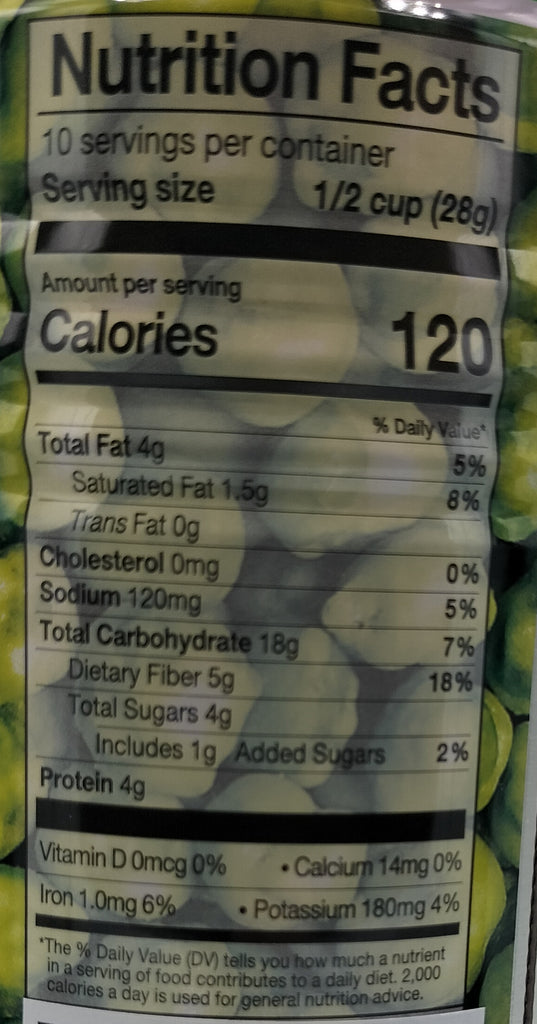 Nutrition Facts
10 servings per container
Serving size 1/2 cup (28g)
Amount per serving
Calories 120
% Daily Value*
Total Fat 4g 5%
Saturated Fat 1.5g 8%
Trans Fat 0g
Cholesterol 0mg 0%
Sodium 120mg 5%
Total Carbohydrate 18g 7%
Dietary Fiber 5g 18%
Total Sugars 4g
Includes 1g Added Sugars 2%
Protein 4g
Vitamin D 0mcg 0% • Calcium 14mg 0%
Iron 1.0mg 6% • Potassium 180mg 4%
*The % Daily Value (DV) tells you how much a nutrient
in a serving of food contributes to a daily diet. 2,000
calories a day is used for general nutrition advice.